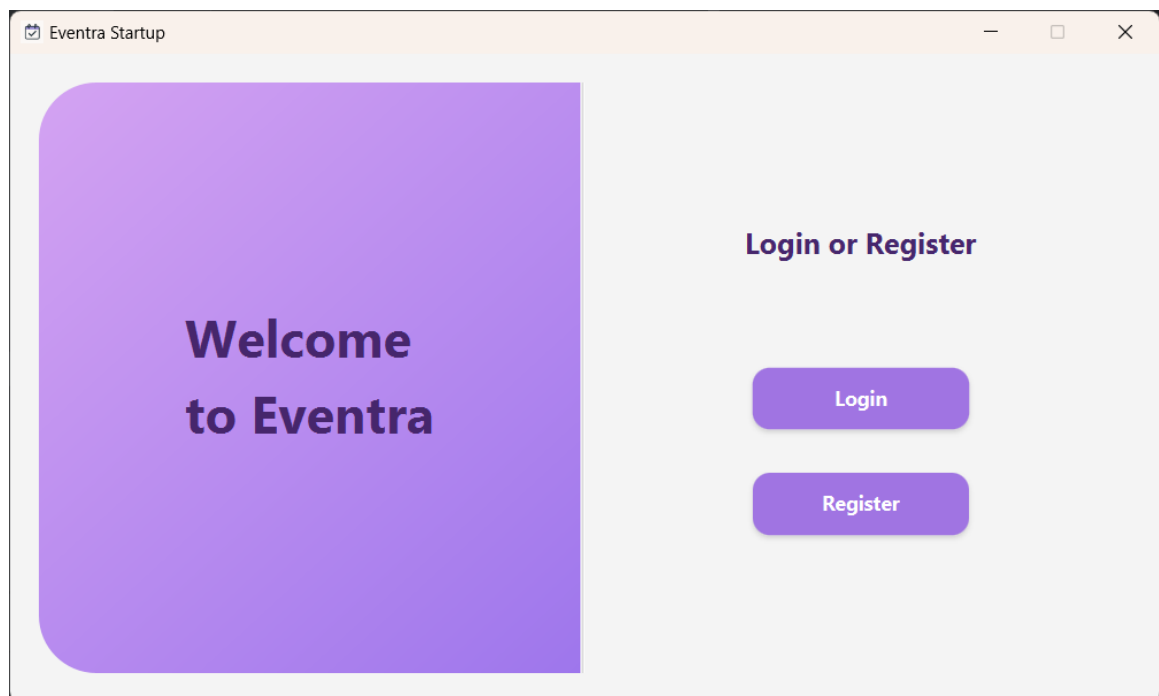 Eventra Startup
Welcome
to Eventra
Login or Register
Login
Register